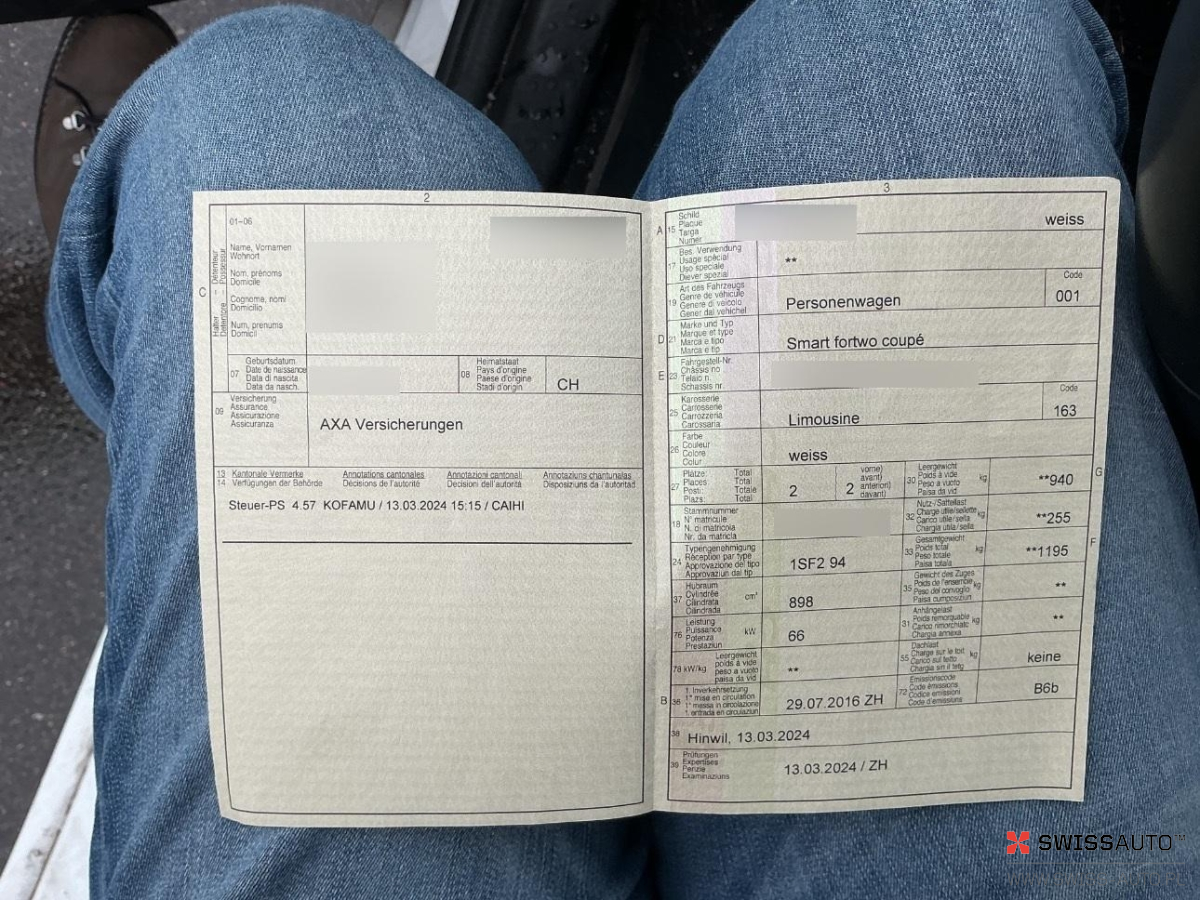 2
01-06
C
Halter
Détenteur
Detentore
Possessur
Name, Vornamen
Wohnort
Nom, prénoms
Domicile
Cognome, nomi
Domicilio
Num, prenums
Domicil
07
Geburtsdatum
Date de naissance
Data di nascita
Data da nasch.
08
Heimatstaat
Pays d'origine
Paese d'origine
Stadi d'origin
CH
09
Versicherung
Assurance
Assicurazione
Assicuranza
AXA Versicherungen
13 Kantonale Vermerke Annotations cantonales Annotazioni cantonali Annotaziuns chantunalas
14 Verfügungen der Behörde Décisions de l'autorité Decisioni dell'autorità Disposiziuns da l'autoritad
Steuer-PS 4.57 KOFAMU / 13.03.2024 15:15 / CAIHI
3
A 15
Schild
Plaque
Targa
Numer
weiss
17
Bes. Verwendung
Usage spécial
Uso speciale
Diever spezial
**
19
Art des Fahrzeugs
Genre de véhicule
Genere di veicolo
Gener dal vehichel
Personenwagen
Code
001
D 21
Marke und Typ
Marque et type
Marca e tipo
Marca e tip
Smart fortwo coupé
E 23
Fahrgestell-Nr.
Châssis no
Telaio n.
Schassis nr.
25
Karosserie
Carrosserie
Carrozzeria
Carossaria
Limousine
Code
163
26
Farbe
Couleur
Colore
Colur
weiss
27
Plätze: Total
Places: Total
Posti: Totale
Plazs: Total
2
2
vorne)
avant)
anteriori)
davant)
30
Leergewicht
Poids à vide
Peso a vuoto
Paisa da vid
kg
**940
G
18
Stammnummer
N° matricule
N. di matricola
Nr. da matricla
32
Nutz-/Sattellast
Charge utile/sellette
Carico utile/sella
Chargia utila/sella
kg
**255
24
Typengenehmigung
Réception par type
Approvazione del tipo
Approvaziun dal tip
1SF2 94
33
Gesamtgewicht
Poids total
Peso totale
Paisa totala
kg
**1195
F
37
Hubraum
Cylindrée
Cilindrata
Cilindrada
cm³
898
35
Gewicht des Zuges
Poids de l'ensemble
Peso del convoglio
Paisa cumposiziun
kg
**
76
Leistung
Puissance
Potenza
Prestaziun
kW
66
31
Anhängelast
Poids remorquable
Carico rimorchiato
Chargia annexa
kg
**
78 kW/kg
Leergewicht
poids à vide
peso a vuoto
paisa da vid
**
55
Dachlast
Charge sur le toit
Carico sul tetto
Chargia sin il tetg
kg
keine
B 36
1. Inverkehrsetzung
1re mise en circulation
1a messa in circolazione
1. entrada en circulaziun
29.07.2016 ZH
72
Emissionscode
Code émissions
Codice emissioni
Code d'emissiuns
B6b
38
Hinwil, 13.03.2024
39
Prüfungen
Expertises
Perizie
Examinaziuns
13.03.2024 / ZH
SWISSAUTO™